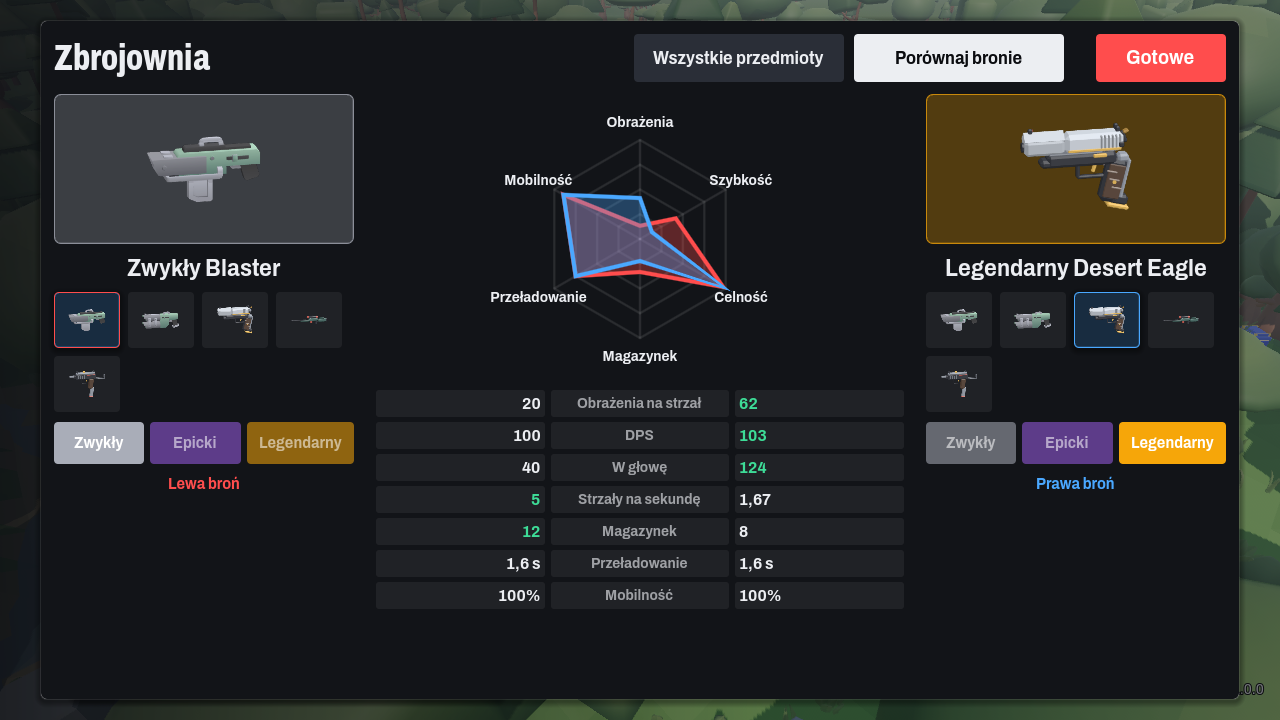 Zbrojownia
Wszystkie przedmioty
Porównaj bronie
Gotowe
Obrażenia
Mobilność
Szybkość
Przeładowanie
Celność
Magazynek
Zwykły Blaster
Legendarny Desert Eagle
Zwykły
Epicki
Legendarny
Lewa broń
20 Obrażenia na strzał 62
100 DPS 103
40 W głowę 124
5 Strzały na sekundę 1,67
12 Magazynek 8
1,6 s Przeładowanie 1,6 s
100% Mobilność 100%
Zwykły
Epicki
Legendarny
Prawa broń
.0.0